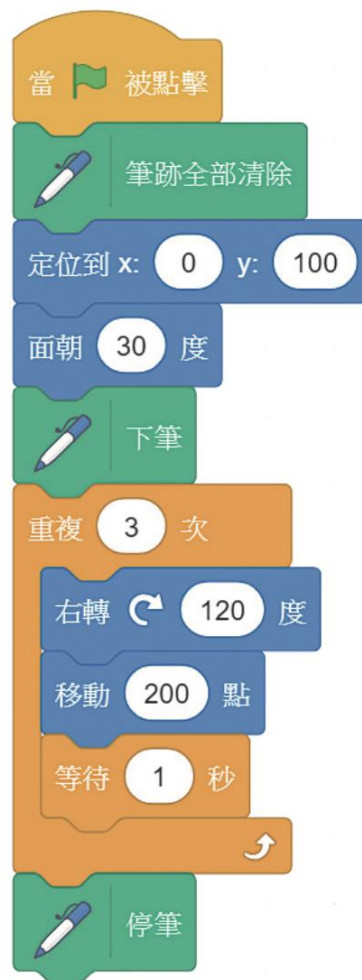 當 被點擊
筆跡全部清除
定位到 x: 0 y: 100
面朝 30 度
下筆
重複 3 次
右轉 120 度
移動 200 點
等待 1 秒
停筆